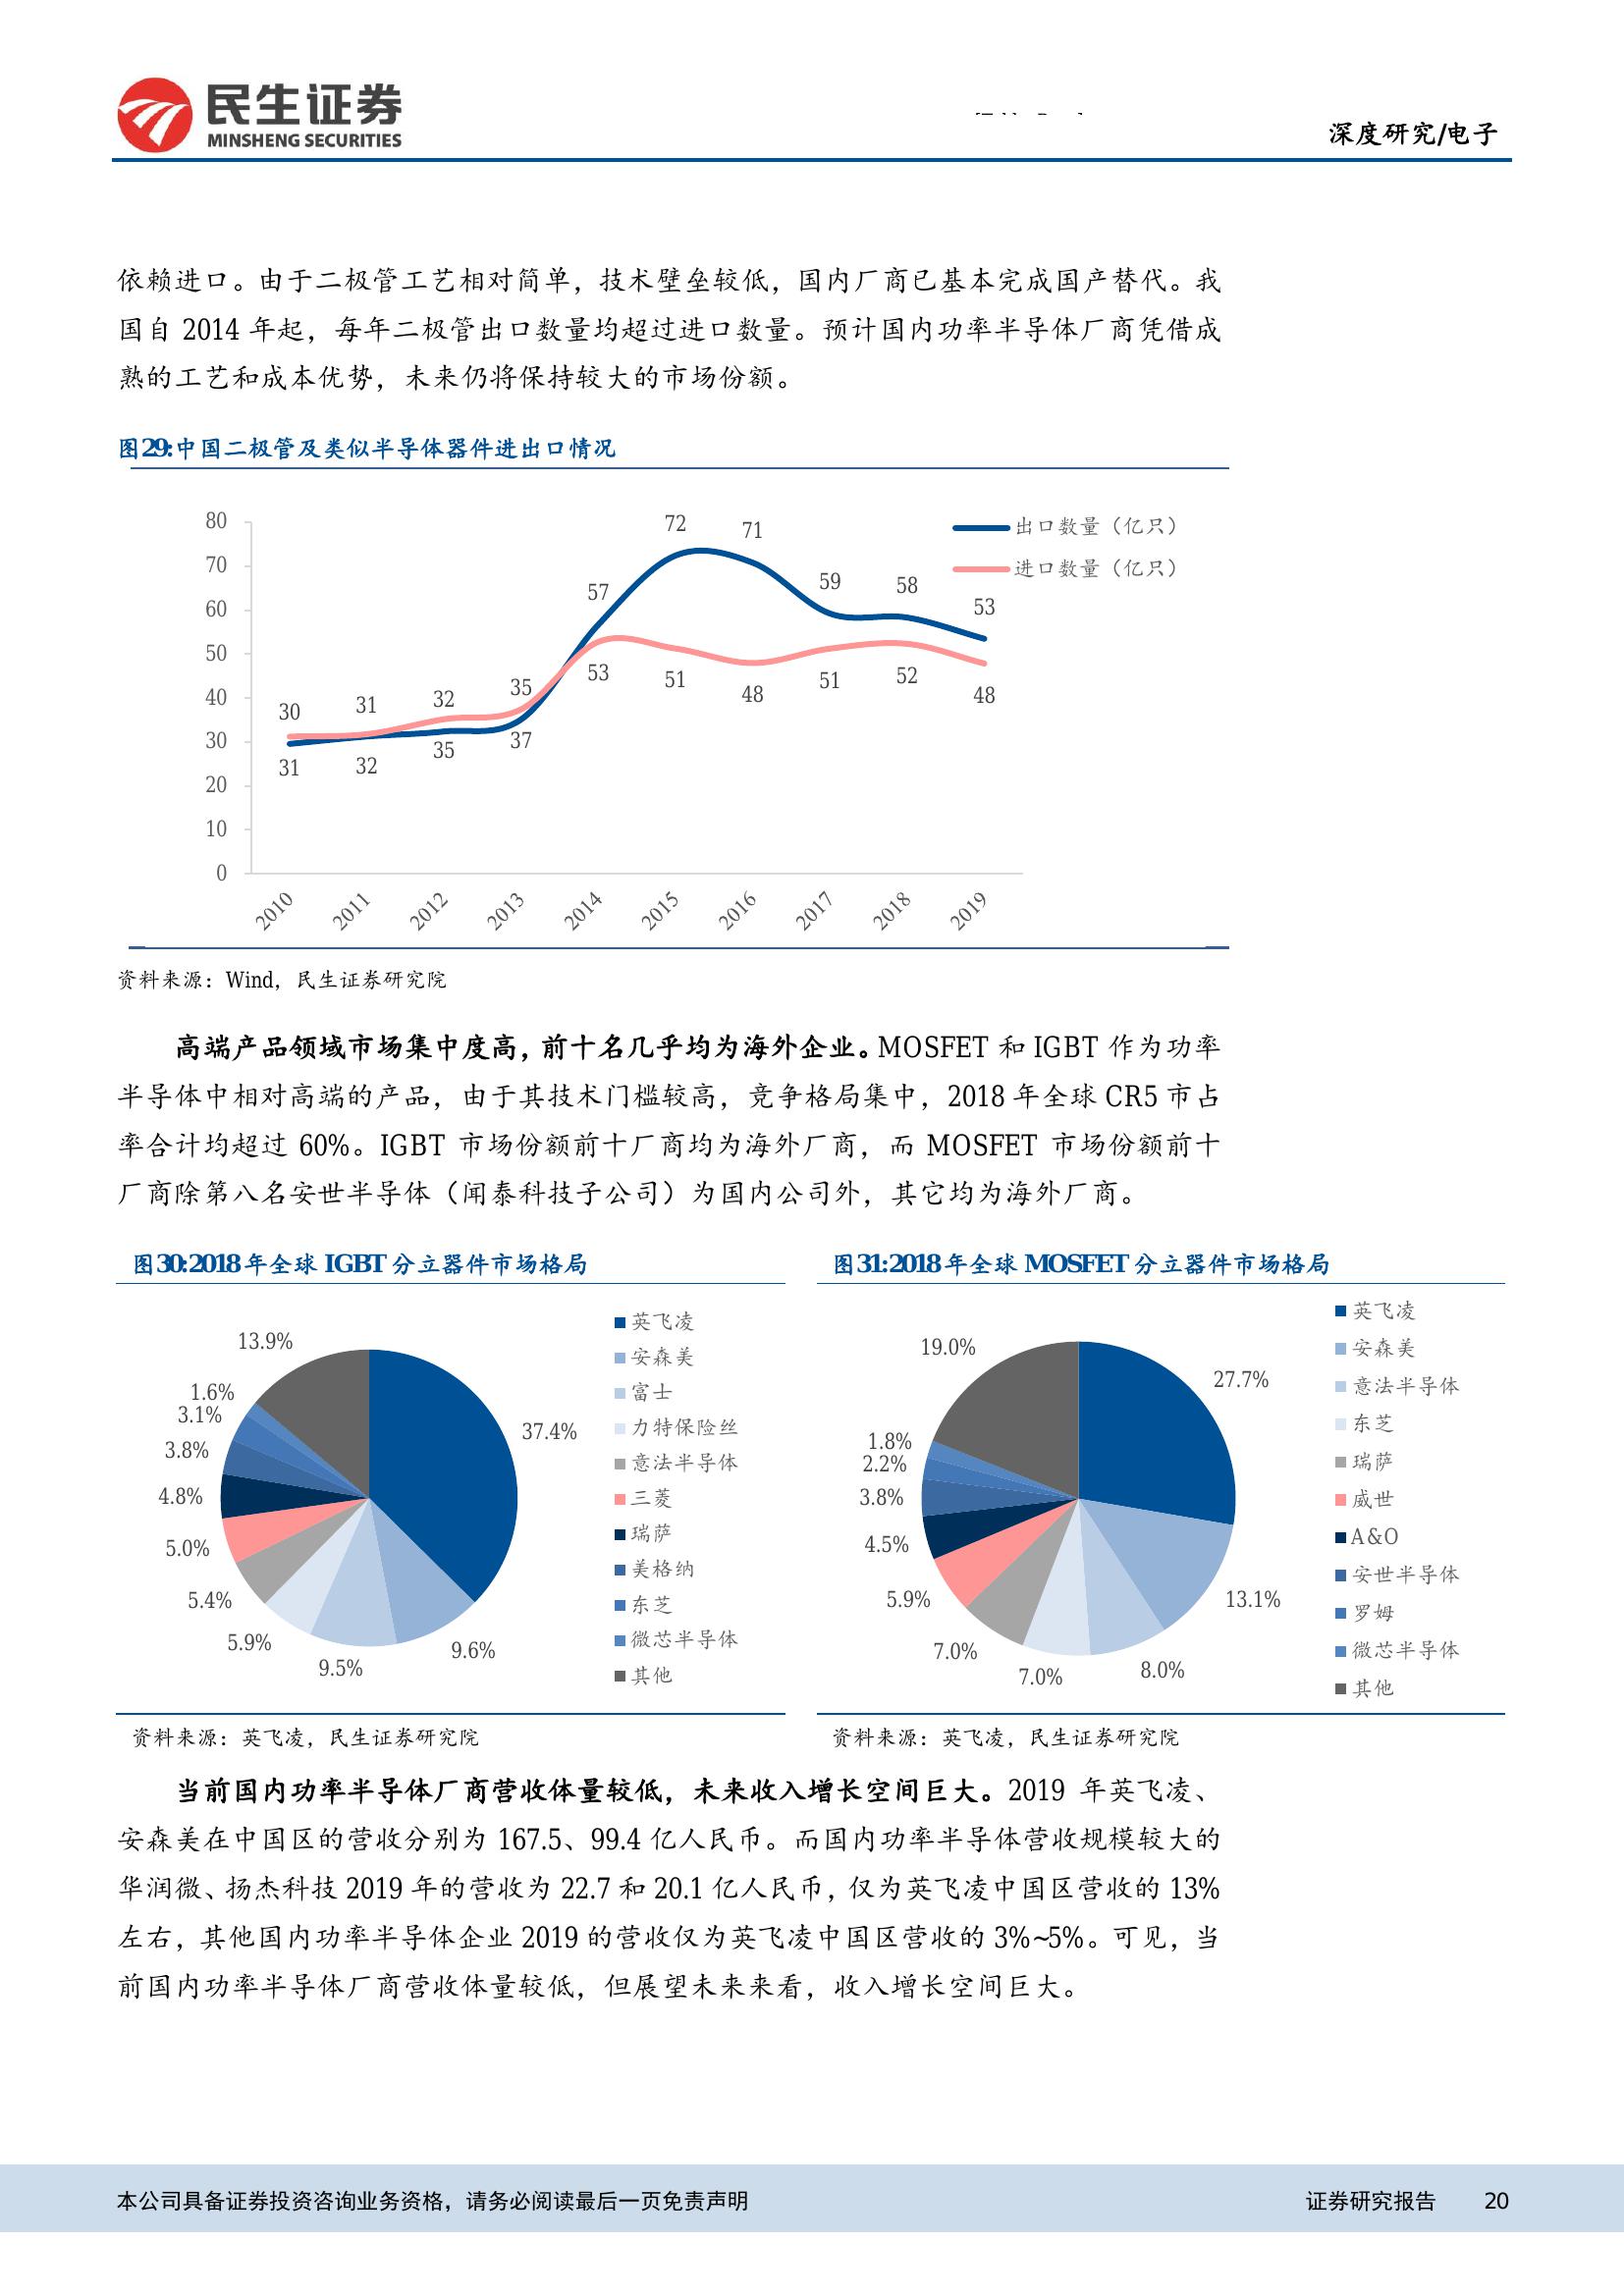 民生证券
MINSHENG SECURITIES
深度研究/电子
依赖进口。由于二极管工艺相对简单，技术壁垒较低，国内厂商已基本完成国产替代。我
国自 2014 年起，每年二极管出口数量均超过进口数量。预计国内功率半导体厂商凭借成
熟的工艺和成本优势，未来仍将保持较大的市场份额。
图29:中国二极管及类似半导体器件进出口情况
出口数量（亿只）
进口数量（亿只）
80
70
60
50
40
30
20
10
0
30 31 32 35 57 72 71 59 58 53
31 32 35 37 53 51 48 51 52 48
2010 2011 2012 2013 2014 2015 2016 2017 2018 2019
资料来源：Wind，民生证券研究院
高端产品领域市场集中度高，前十名几乎均为海外企业。MOSFET 和 IGBT 作为功率
半导体中相对高端的产品，由于其技术门槛较高，竞争格局集中，2018 年全球 CR5 市占
率合计均超过 60%。IGBT 市场份额前十厂商均为海外厂商，而 MOSFET 市场份额前十
厂商除第八名安世半导体（闻泰科技子公司）为国内公司外，其它均为海外厂商。
图30:2018年全球 IGBT 分立器件市场格局
37.4%
9.6%
9.5%
5.9%
5.4%
5.0%
4.8%
3.8%
3.1%
1.6%
13.9%
英飞凌
安森美
富士
力特保险丝
意法半导体
三菱
瑞萨
美格纳
东芝
微芯半导体
其他
资料来源：英飞凌，民生证券研究院
图31:2018年全球 MOSFET 分立器件市场格局
27.7%
13.1%
8.0%
7.0%
7.0%
5.9%
4.5%
3.8%
2.2%
1.8%
19.0%
英飞凌
安森美
意法半导体
东芝
瑞萨
威世
A&O
安世半导体
罗姆
微芯半导体
其他
资料来源：英飞凌，民生证券研究院
当前国内功率半导体厂商营收体量较低，未来收入增长空间巨大。2019 年英飞凌、
安森美在中国区的营收分别为 167.5、99.4 亿人民币。而国内功率半导体营收规模较大的
华润微、扬杰科技 2019 年的营收为 22.7 和 20.1 亿人民币，仅为英飞凌中国区营收的 13%
左右，其他国内功率半导体企业 2019 的营收仅为英飞凌中国区营收的 3%~5%。可见，当
前国内功率半导体厂商营收体量较低，但展望未来来看，收入增长空间巨大。
本公司具备证券投资咨询业务资格，请务必阅读最后一页免责声明
证券研究报告 20